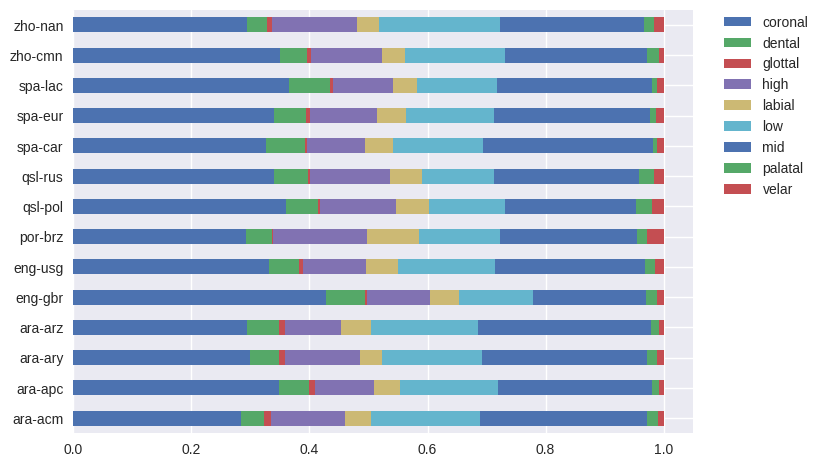 zho-nan
zho-cmn
spa-lac
spa-eur
spa-car
qsl-rus
qsl-pol
por-brz
eng-usg
eng-gbr
ara-arz
ara-ary
ara-apc
ara-acm
0.0 0.2 0.4 0.6 0.8 1.0
coronal
dental
glottal
high
labial
low
mid
palatal
velar